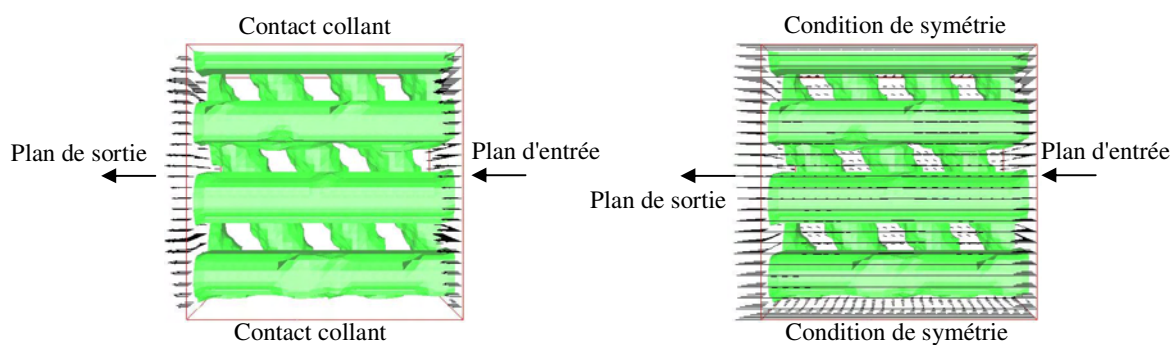 Contact collant
Condition de symétrie
Plan de sortie
Plan d'entrée
Plan de sortie
Plan d'entrée
Contact collant
Condition de symétrie